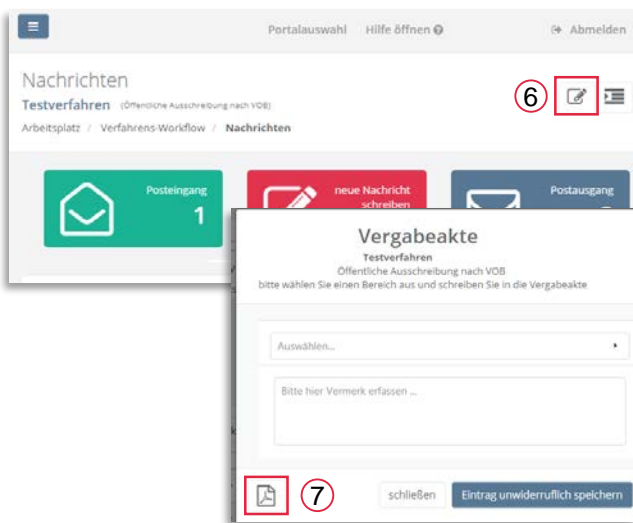 Portalauswahl Hilfe öffnen Abmelden
Nachrichten
Testverfahren (Öffentliche Ausschreibung nach VOB)
6
Arbeitsplatz / Verfahrens-Workflow / Nachrichten
Posteingang
1
neue Nachricht
schreiben
Postausgang
Vergabeakte
Testverfahren
Öffentliche Ausschreibung nach VOB
bitte wählen Sie einen Bereich aus und schreiben Sie in die Vergabeakte
Auswählen...
Bitte hier Vermerk erfassen ...
7
schließen Eintrag unwiderruflich speichern